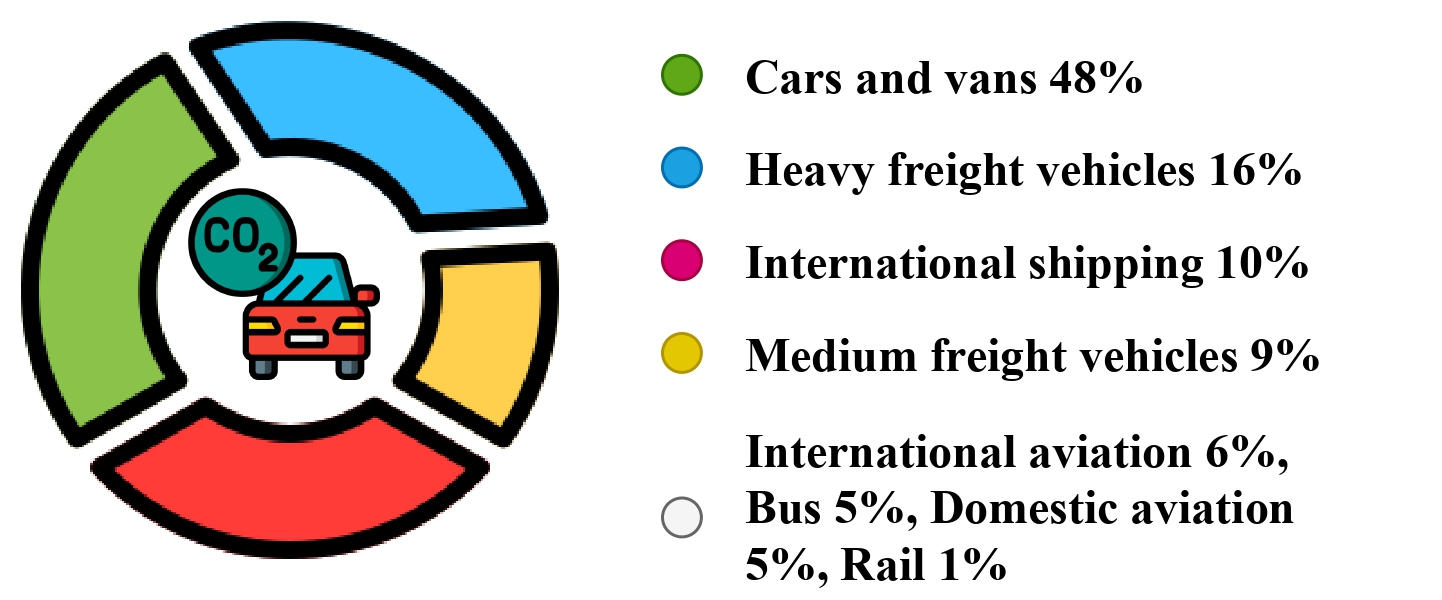 CO2
Cars and vans 48%
Heavy freight vehicles 16%
International shipping 10%
Medium freight vehicles 9%
International aviation 6%,
Bus 5%, Domestic aviation
5%, Rail 1%